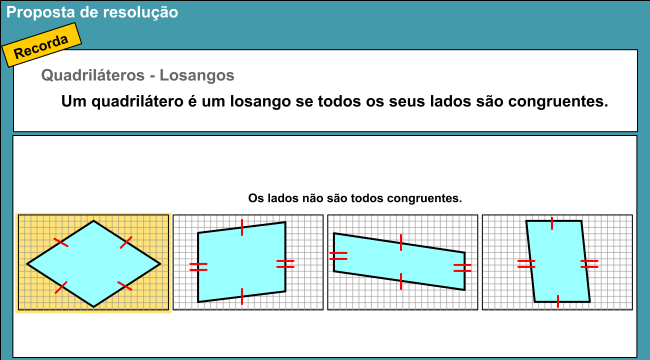 Proposta de resolução
Recorda
Quadriláteros - Losangos
Um quadrilátero é um losango se todos os seus lados são congruentes.
Os lados não são todos congruentes.